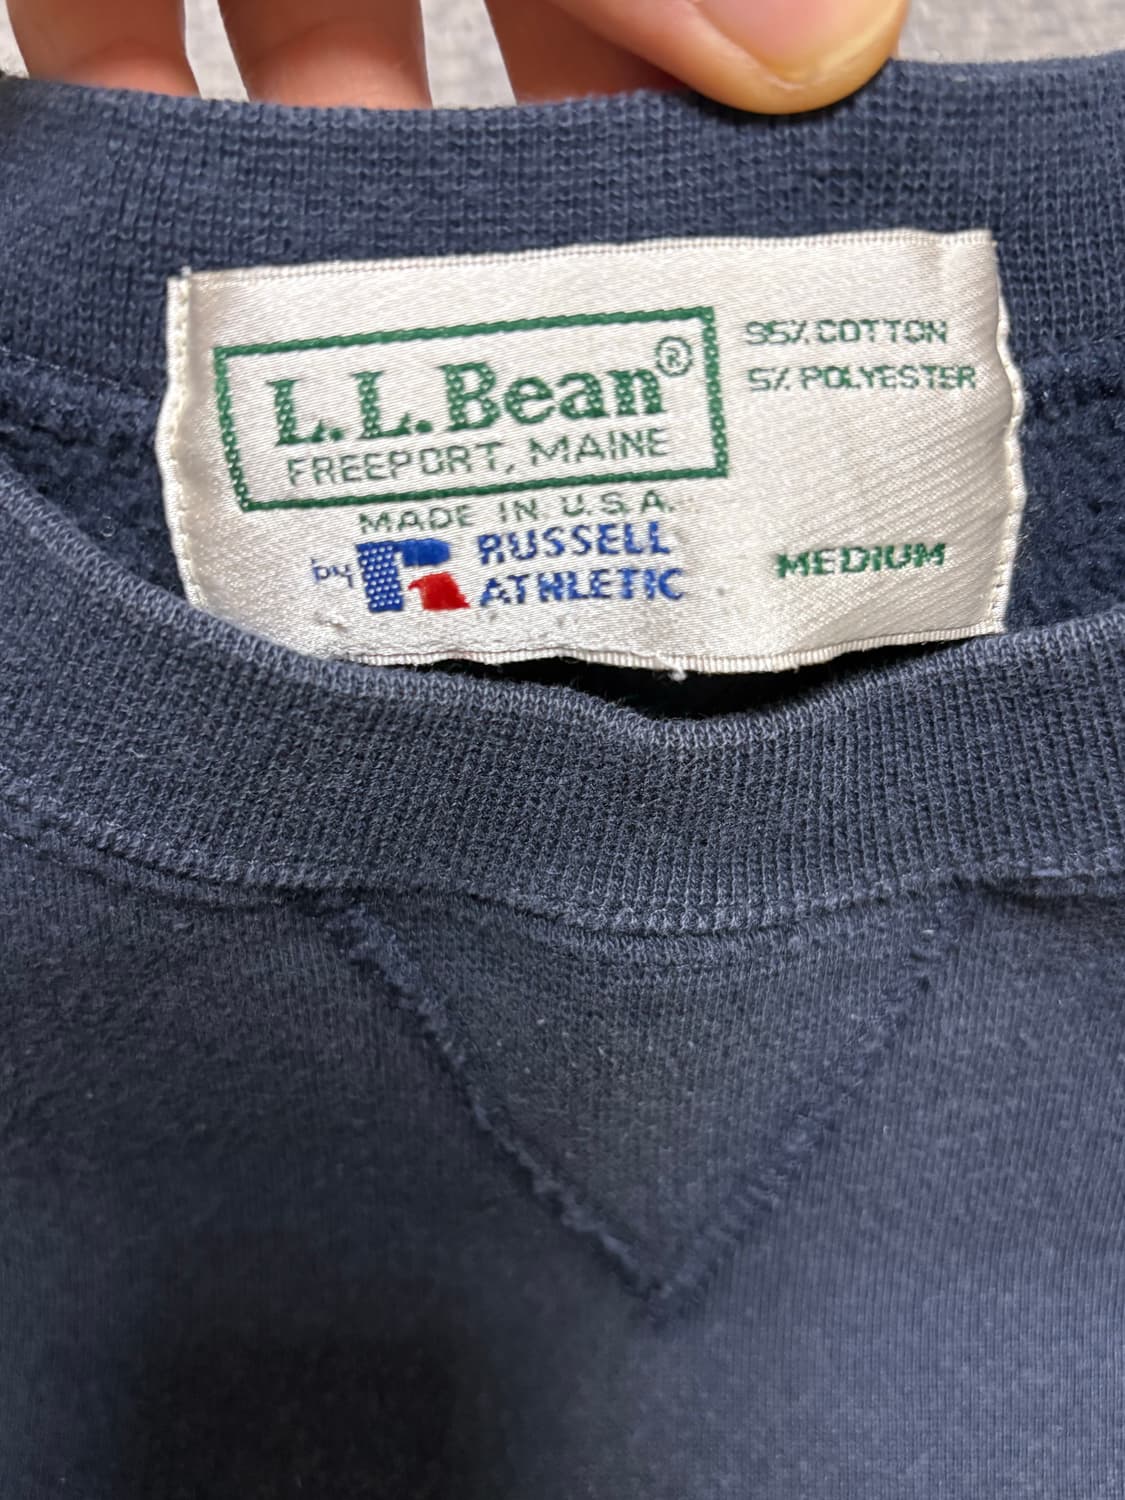 L.L.Bean®
FREEPORT, MAINE
MADE IN U.S.A.
by RUSSELL
ATHLETIC
95% COTTON
5% POLYESTER
MEDIUM